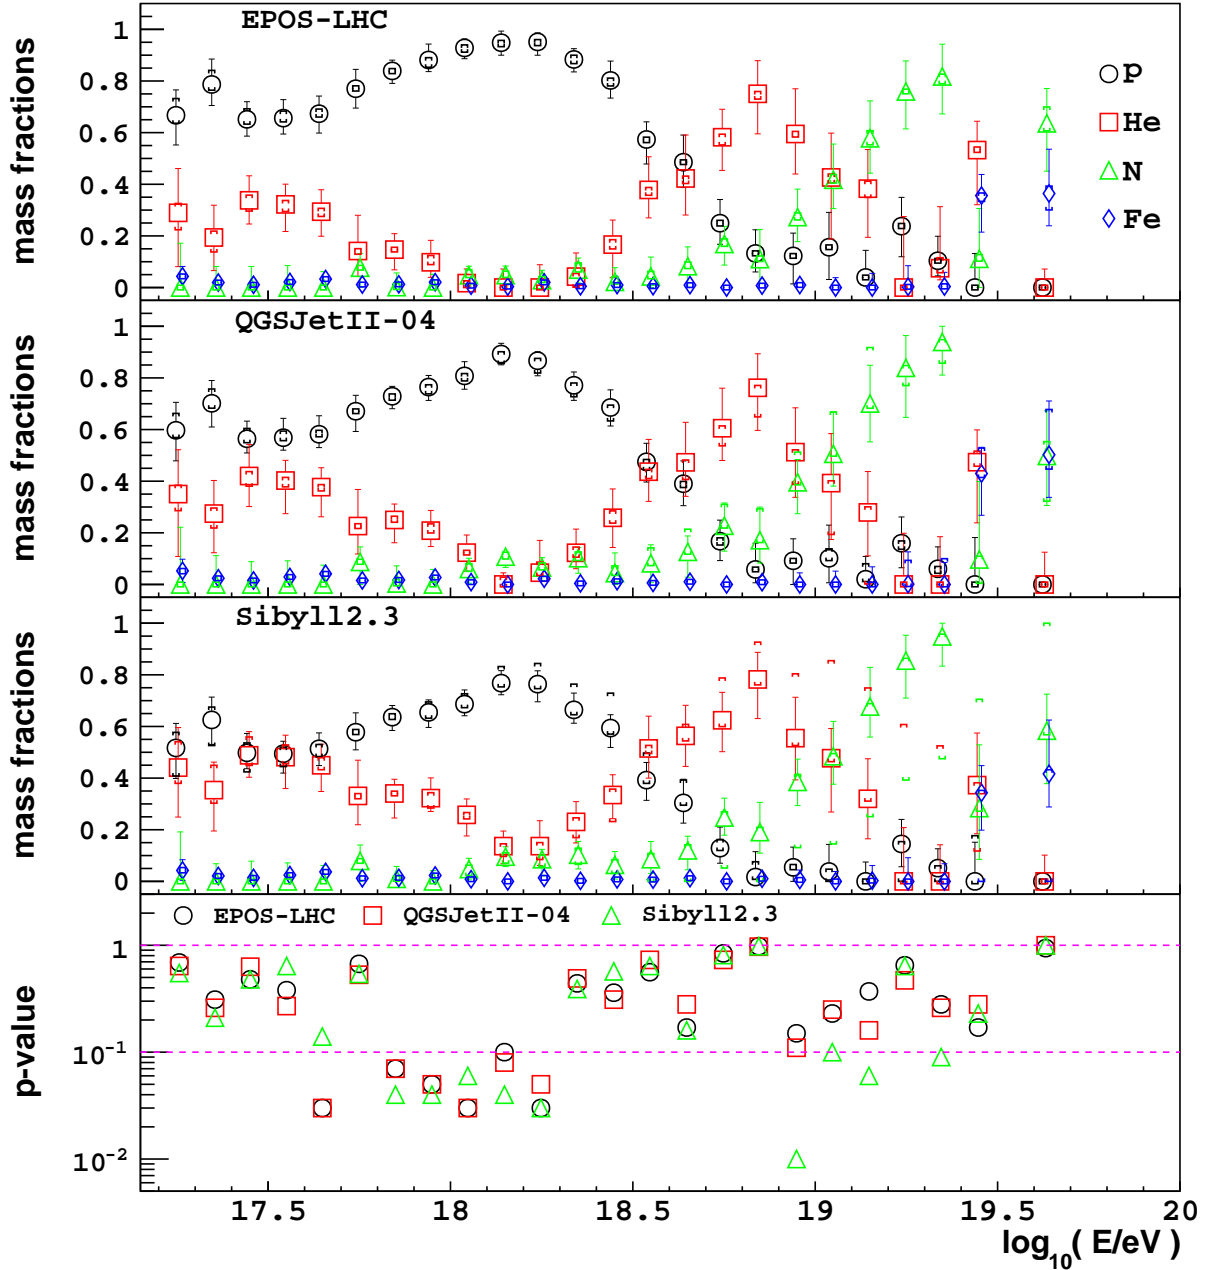 EPOS-LHC
mass fractions
1
0.8
0.6
0.4
0.2
0
p
He
N
Fe
QGSJetII-04
mass fractions
1
0.8
0.6
0.4
0.2
0
Sibyll2.3
mass fractions
1
0.8
0.6
0.4
0.2
0
EPOS-LHC QGSJetII-04 Sibyll2.3
p-value
1
10⁻¹
10⁻²
17.5 18 18.5 19 19.5 20
log₁₀( E/eV )